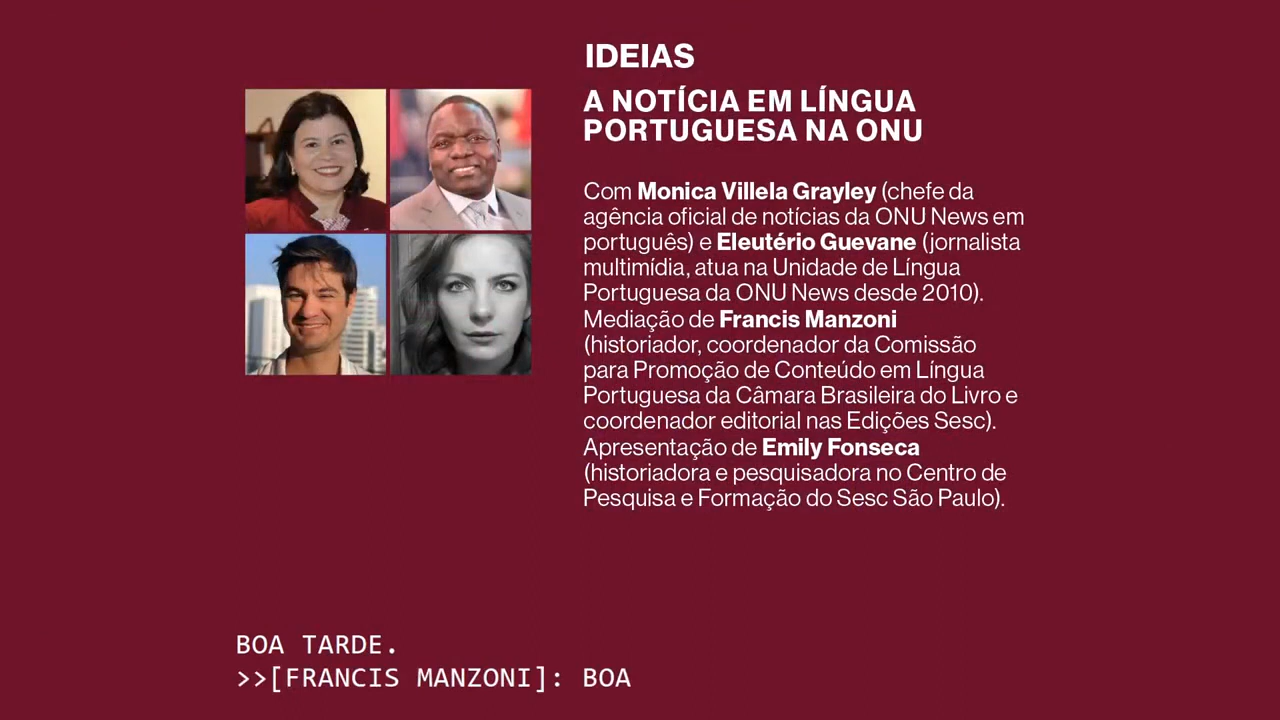 IDEIAS
A NOTÍCIA EM LÍNGUA
PORTUGUESA NA ONU
Com Monica Villela Grayley (chefe da
agência oficial de notícias da ONU News em
português) e Eleutério Guevane (jornalista
multimídia, atua na Unidade de Língua
Portuguesa da ONU News desde 2010).
Mediação de Francis Manzoni
(historiador, coordenador da Comissão
para Promoção de Conteúdo em Língua
Portuguesa da Câmara Brasileira do Livro e
coordenador editorial nas Edições Sesc).
Apresentação de Emily Fonseca
(historiadora e pesquisadora no Centro de
Pesquisa e Formação do Sesc São Paulo).
BOA TARDE.
>>[FRANCIS MANZONI]: BOA